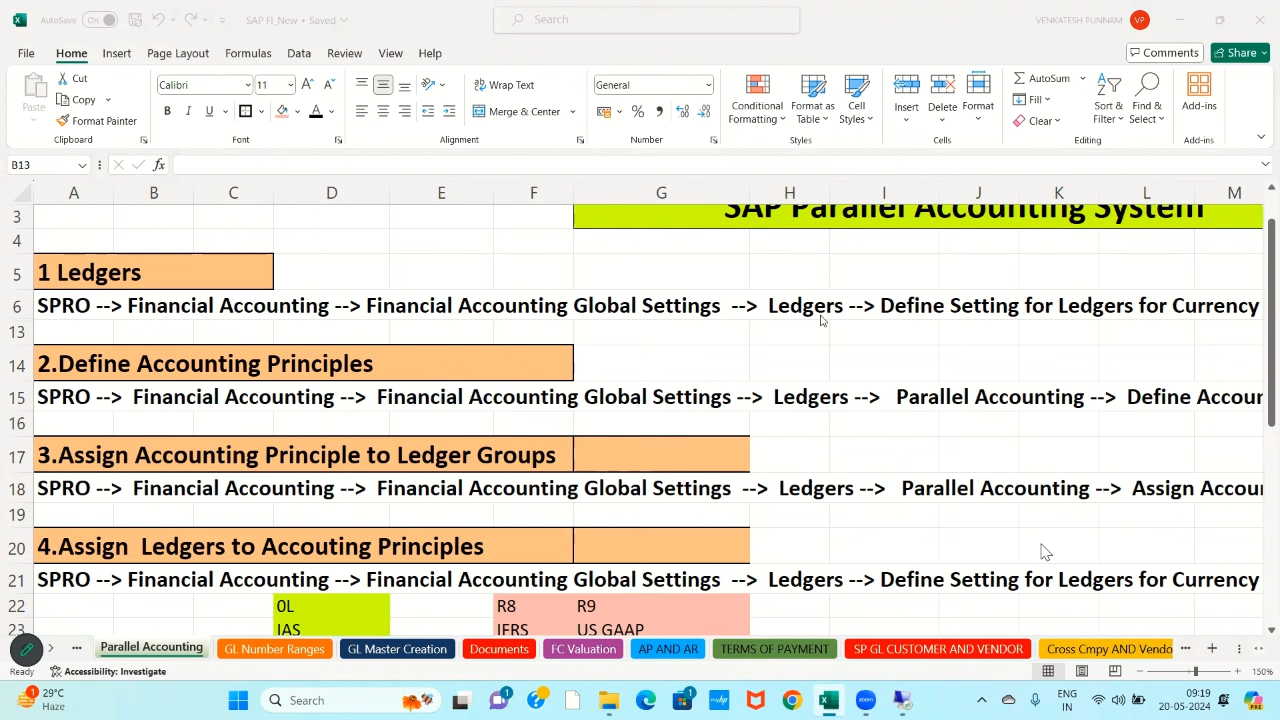 AutoSave On SAP FI_New • Saved Search VENKATESH PUNNAM VP
File Home Insert Page Layout Formulas Data Review View Help Comments Share
Paste Cut Copy Format Painter Clipboard
Calibri 11 B I U A Font
Wrap Text Merge & Center Alignment
General % , Number
Conditional Formatting Format as Table Cell Styles Styles
Insert Delete Format Cells
AutoSum Fill Clear Sort & Filter Find & Select Editing
Add-ins Add-ins
B13 fx
A B C D E F G H I J K L M
3 SAP Parallel Accounting System
4
5 1 Ledgers
6 SPRO --> Financial Accounting --> Financial Accounting Global Settings --> Ledgers --> Define Setting for Ledgers for Currency
13
14 2.Define Accounting Principles
15 SPRO --> Financial Accounting --> Financial Accounting Global Settings --> Ledgers --> Parallel Accounting --> Define Accour
16
17 3.Assign Accounting Principle to Ledger Groups
18 SPRO --> Financial Accounting --> Financial Accounting Global Settings --> Ledgers --> Parallel Accounting --> Assign Accour
19
20 4.Assign Ledgers to Accouting Principles
21 SPRO --> Financial Accounting --> Financial Accounting Global Settings --> Ledgers --> Define Setting for Ledgers for Currency
22 0L R8 R9
23 IAS IFRS US GAAP
Parallel Accounting GL Number Ranges GL Master Creation Documents FC Valuation AP AND AR TERMS OF PAYMENT SP GL CUSTOMER AND VENDOR Cross Cmpy AND Vendo
Ready Accessibility: Investigate 150%
1 29°C Haze Search 1 hp 1 zoom ENG IN 09:19 20-05-2024 PRE